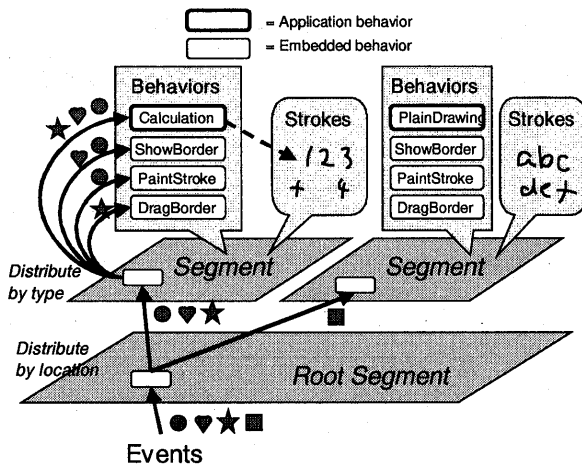 = Application behavior
= Embedded behavior
Behaviors
Calculation
ShowBorder
PaintStroke
DragBorder
Strokes
123
+ 4
Behaviors
PlainDrawing
ShowBorder
PaintStroke
DragBorder
Strokes
abc
def
Distribute
by type
Segment
Segment
Distribute
by location
Root Segment
Events